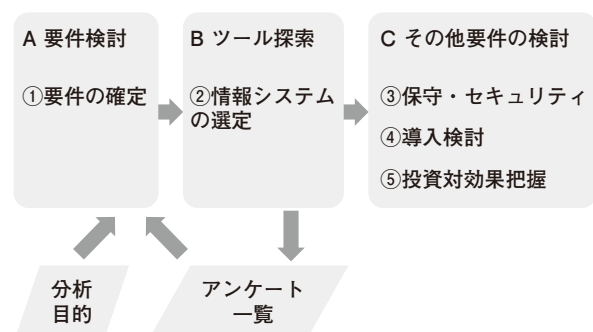 A 要件検討
①要件の確定
B ツール探索
②情報システム
の選定
C その他要件の検討
③保守・セキュリティ
④導入検討
⑤投資対効果把握
分析
目的
アンケート
一覧